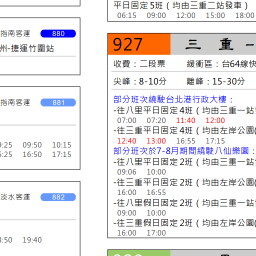 指南客運 880
州-捷運竹圍站
指南客運 881
:25 09:50 10:15
:25 16:50 17:15
淡水客運 882
:50 19:40
平日固定5班（均由三重二站發車）
06:15 09:00 12:00 15:00 18:00
927 三 重 -
收費：二段票 緩衝區：台64線快
尖峰：8-10分 離峰：15-30分
部分班次繞駛台北港行政大樓：
-往八里平日固定4班（均由三重一站
07:00 07:20 11:40 12:00
-往三重平日固定4班（均由左岸公園(
12:40 13:00 16:55 17:15
部分班次於7-8月期間繞駛八仙樂園：
-往八里平日固定2班（均由三重一站
09:06 10:00
-往三重平日固定2班（均由左岸公園(
16:00 16:55
-往八里假日固定2班（均由三重一站
09:00 10:00
-往三重假日固定2班（均由左岸公園(
16:00 17:00